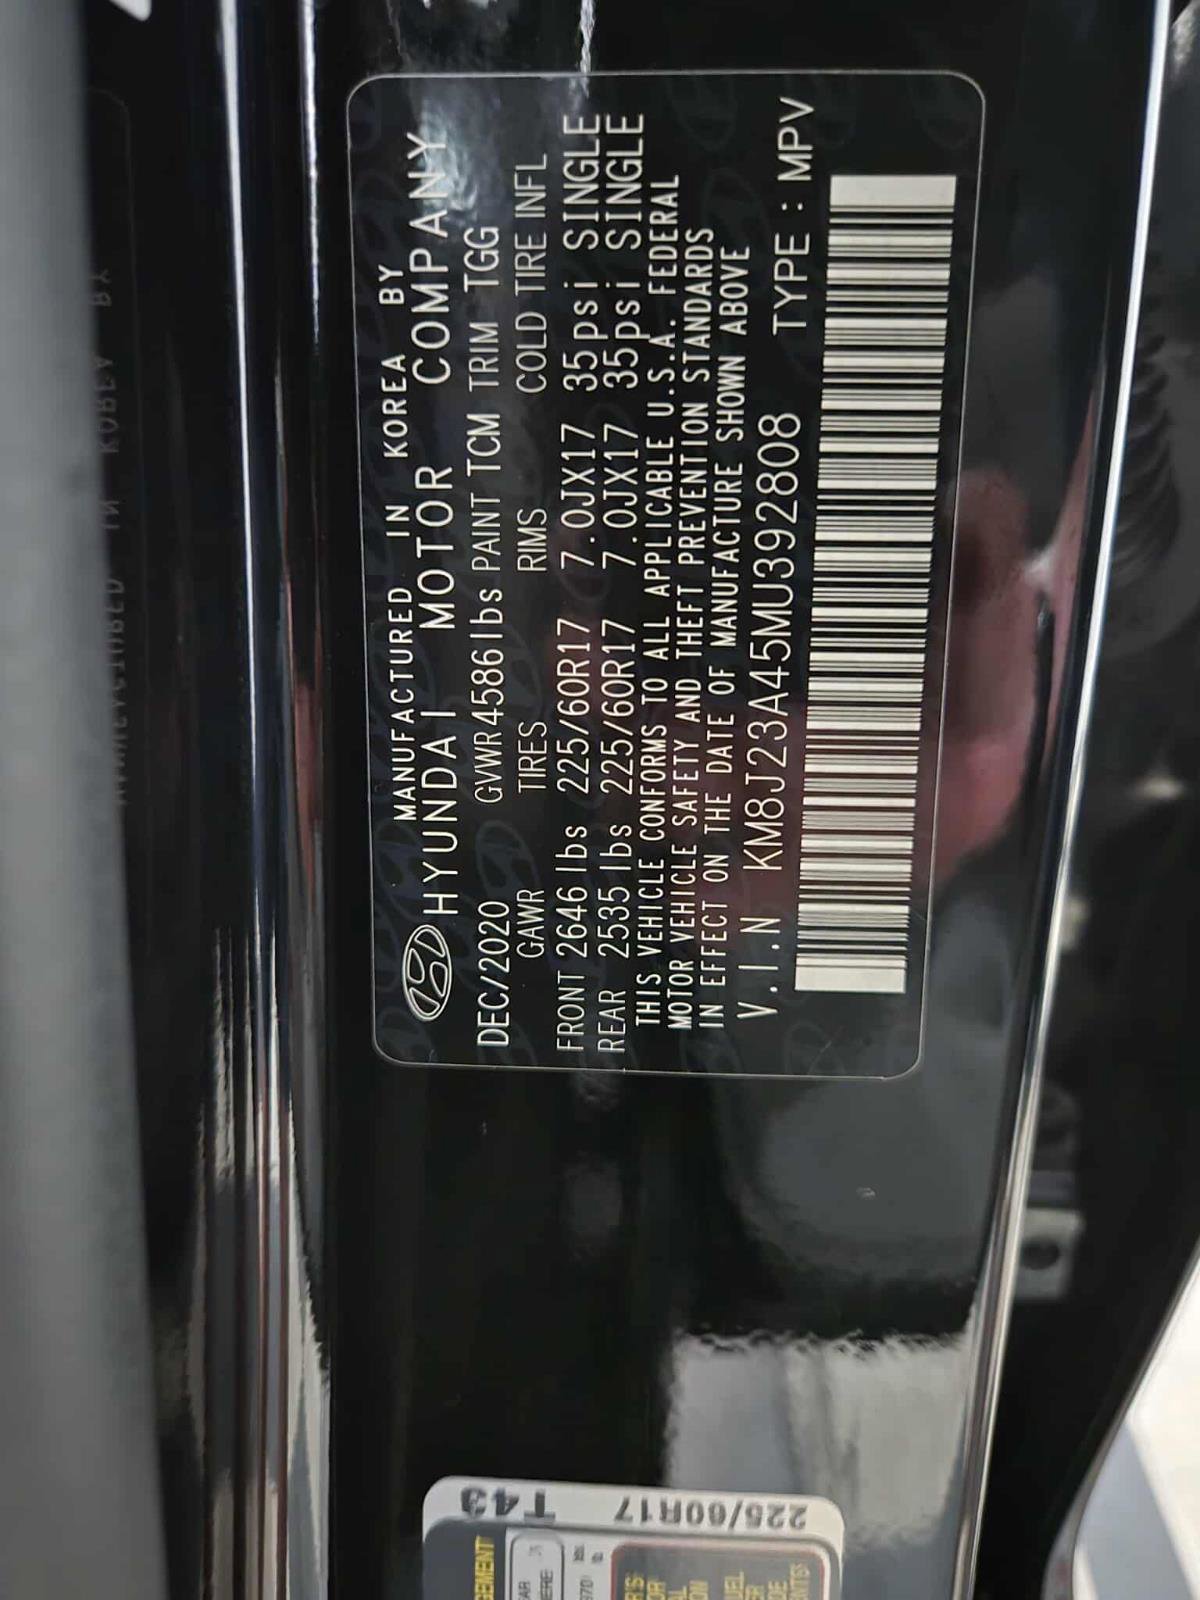 MANUFACTURED IN KOREA BY
HYUNDAI MOTOR COMPANY
DEC/2020 GVWR 4586lbs PAINT TCM TRIM TGG
GAWR TIRES RIMS COLD TIRE INFL
FRONT 2646 lbs 225/60R17 7.0JX17 35psi SINGLE
REAR 2535 lbs 225/60R17 7.0JX17 35psi SINGLE
THIS VEHICLE CONFORMS TO ALL APPLICABLE U.S.A. FEDERAL
MOTOR VEHICLE SAFETY AND THEFT PREVENTION STANDARDS
IN EFFECT ON THE DATE OF MANUFACTURE SHOWN ABOVE
V.I.N KM8J23A45MU392808 TYPE : MPV
T43
225/60R17